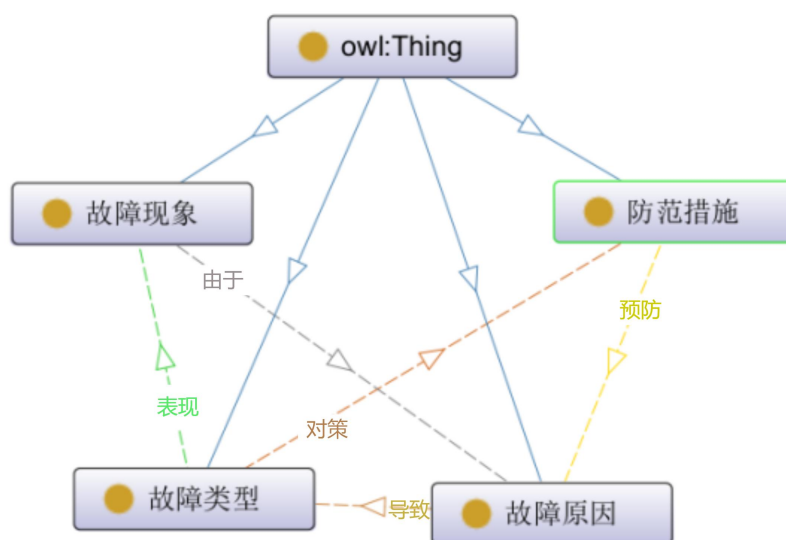 owl:Thing
故障现象
防范措施
由于
预防
表现
对策
故障类型
导致
故障原因